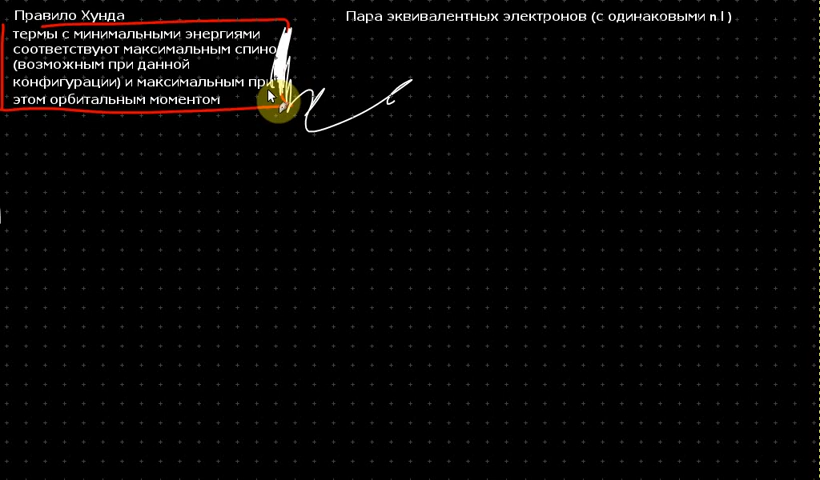 Правило Хунда
термы с минимальными энергиями
соответствуют максимальным спино
(возможным при данной
конфигурации) и максимальным при
этом орбитальным моментом
Пара эквивалентных электронов (с одинаковыми n l )